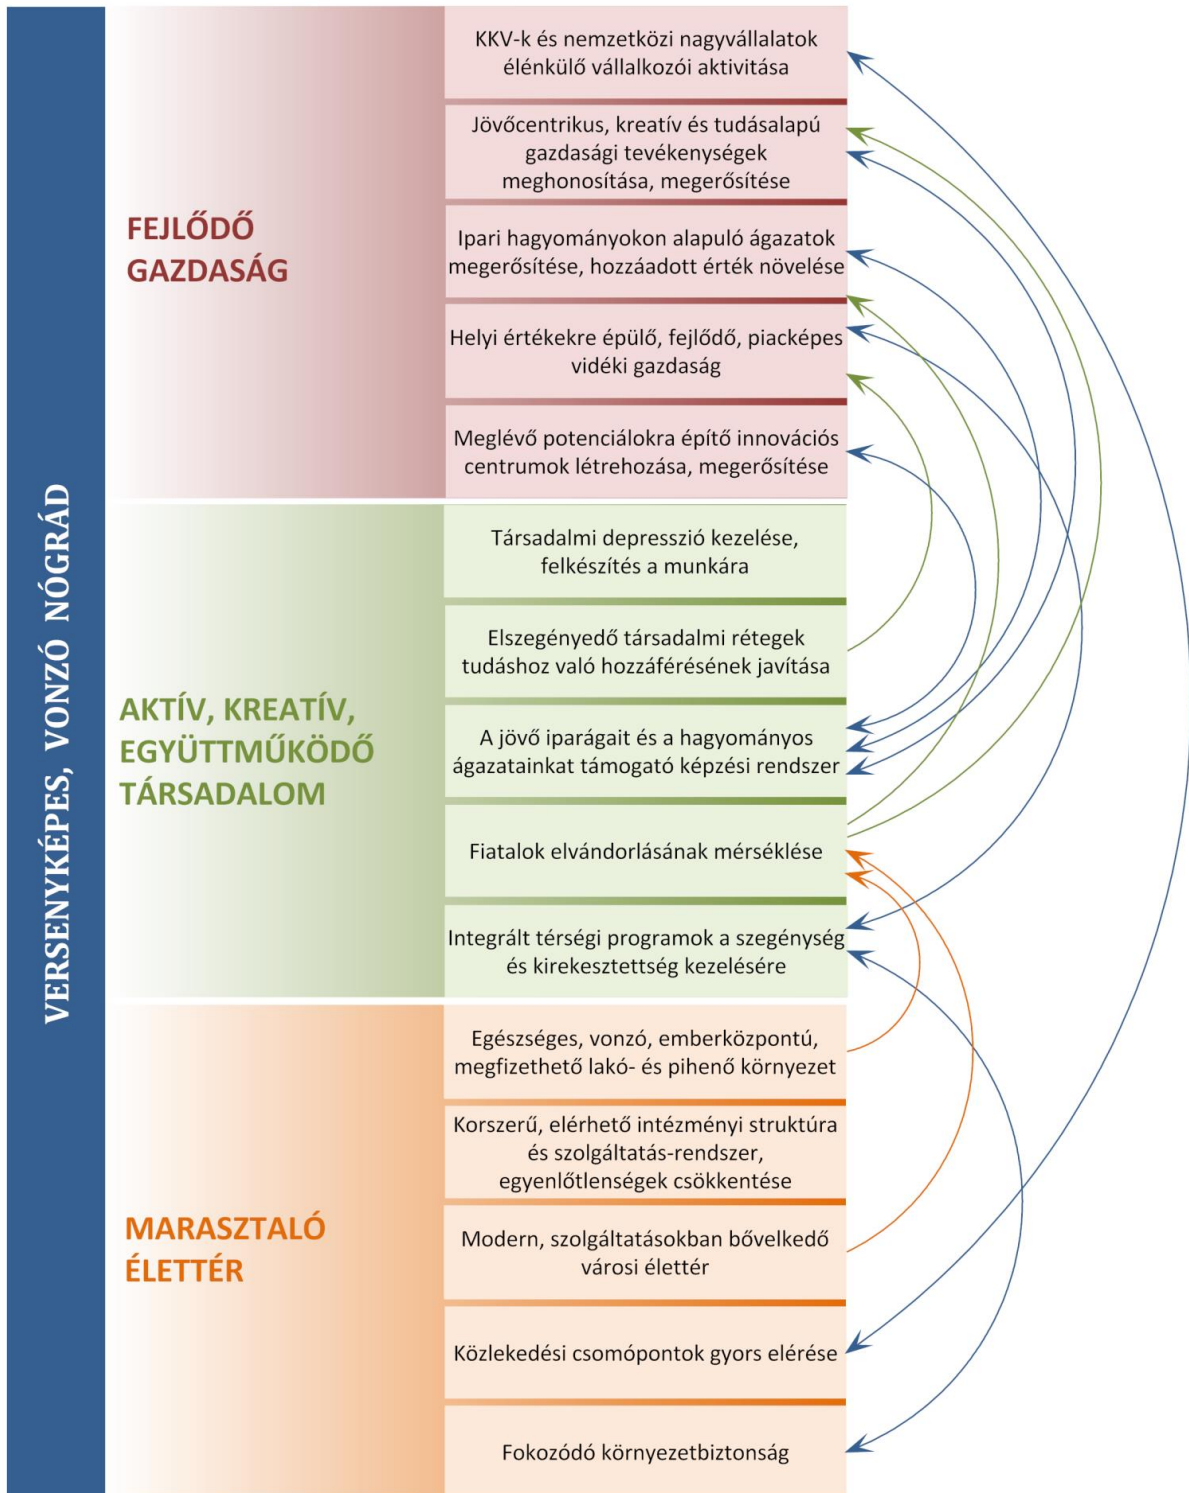 VERSENYKÉPES, VONZÓ NÓGRÁD
FEJLŐDŐ
GAZDASÁG
KKV-k és nemzetközi nagyvállalatok
élénkülő vállalkozói aktivitása
Jövőcentrikus, kreatív és tudásalapú
gazdasági tevékenységek
meghonosítása, megerősítése
Ipari hagyományokon alapuló ágazatok
megerősítése, hozzáadott érték növelése
Helyi értékekre épülő, fejlődő, piacképes
vidéki gazdaság
Meglévő potenciálokra építő innovációs
centrumok létrehozása, megerősítése
AKTÍV, KREATÍV,
EGYÜTTMŰKÖDŐ
TÁRSADALOM
Társadalmi depresszió kezelése,
felkészítés a munkára
Elszegényedő társadalmi rétegek
tudáshoz való hozzáférésének javítása
A jövő iparágait és a hagyományos
ágazatainkat támogató képzési rendszer
Fiatalok elvándorlásának mérséklése
Integrált térségi programok a szegénység
és kirekesztettség kezelésére
MARASZTALÓ
ÉLETTÉR
Egészséges, vonzó, emberközpontú,
megfizethető lakó- és pihenő környezet
Korszerű, elérhető intézményi struktúra
és szolgáltatás-rendszer,
egyenlőtlenségek csökkentése
Modern, szolgáltatásokban bővelkedő
városi élettér
Közlekedési csomópontok gyors elérése
Fokozódó környezetbiztonság